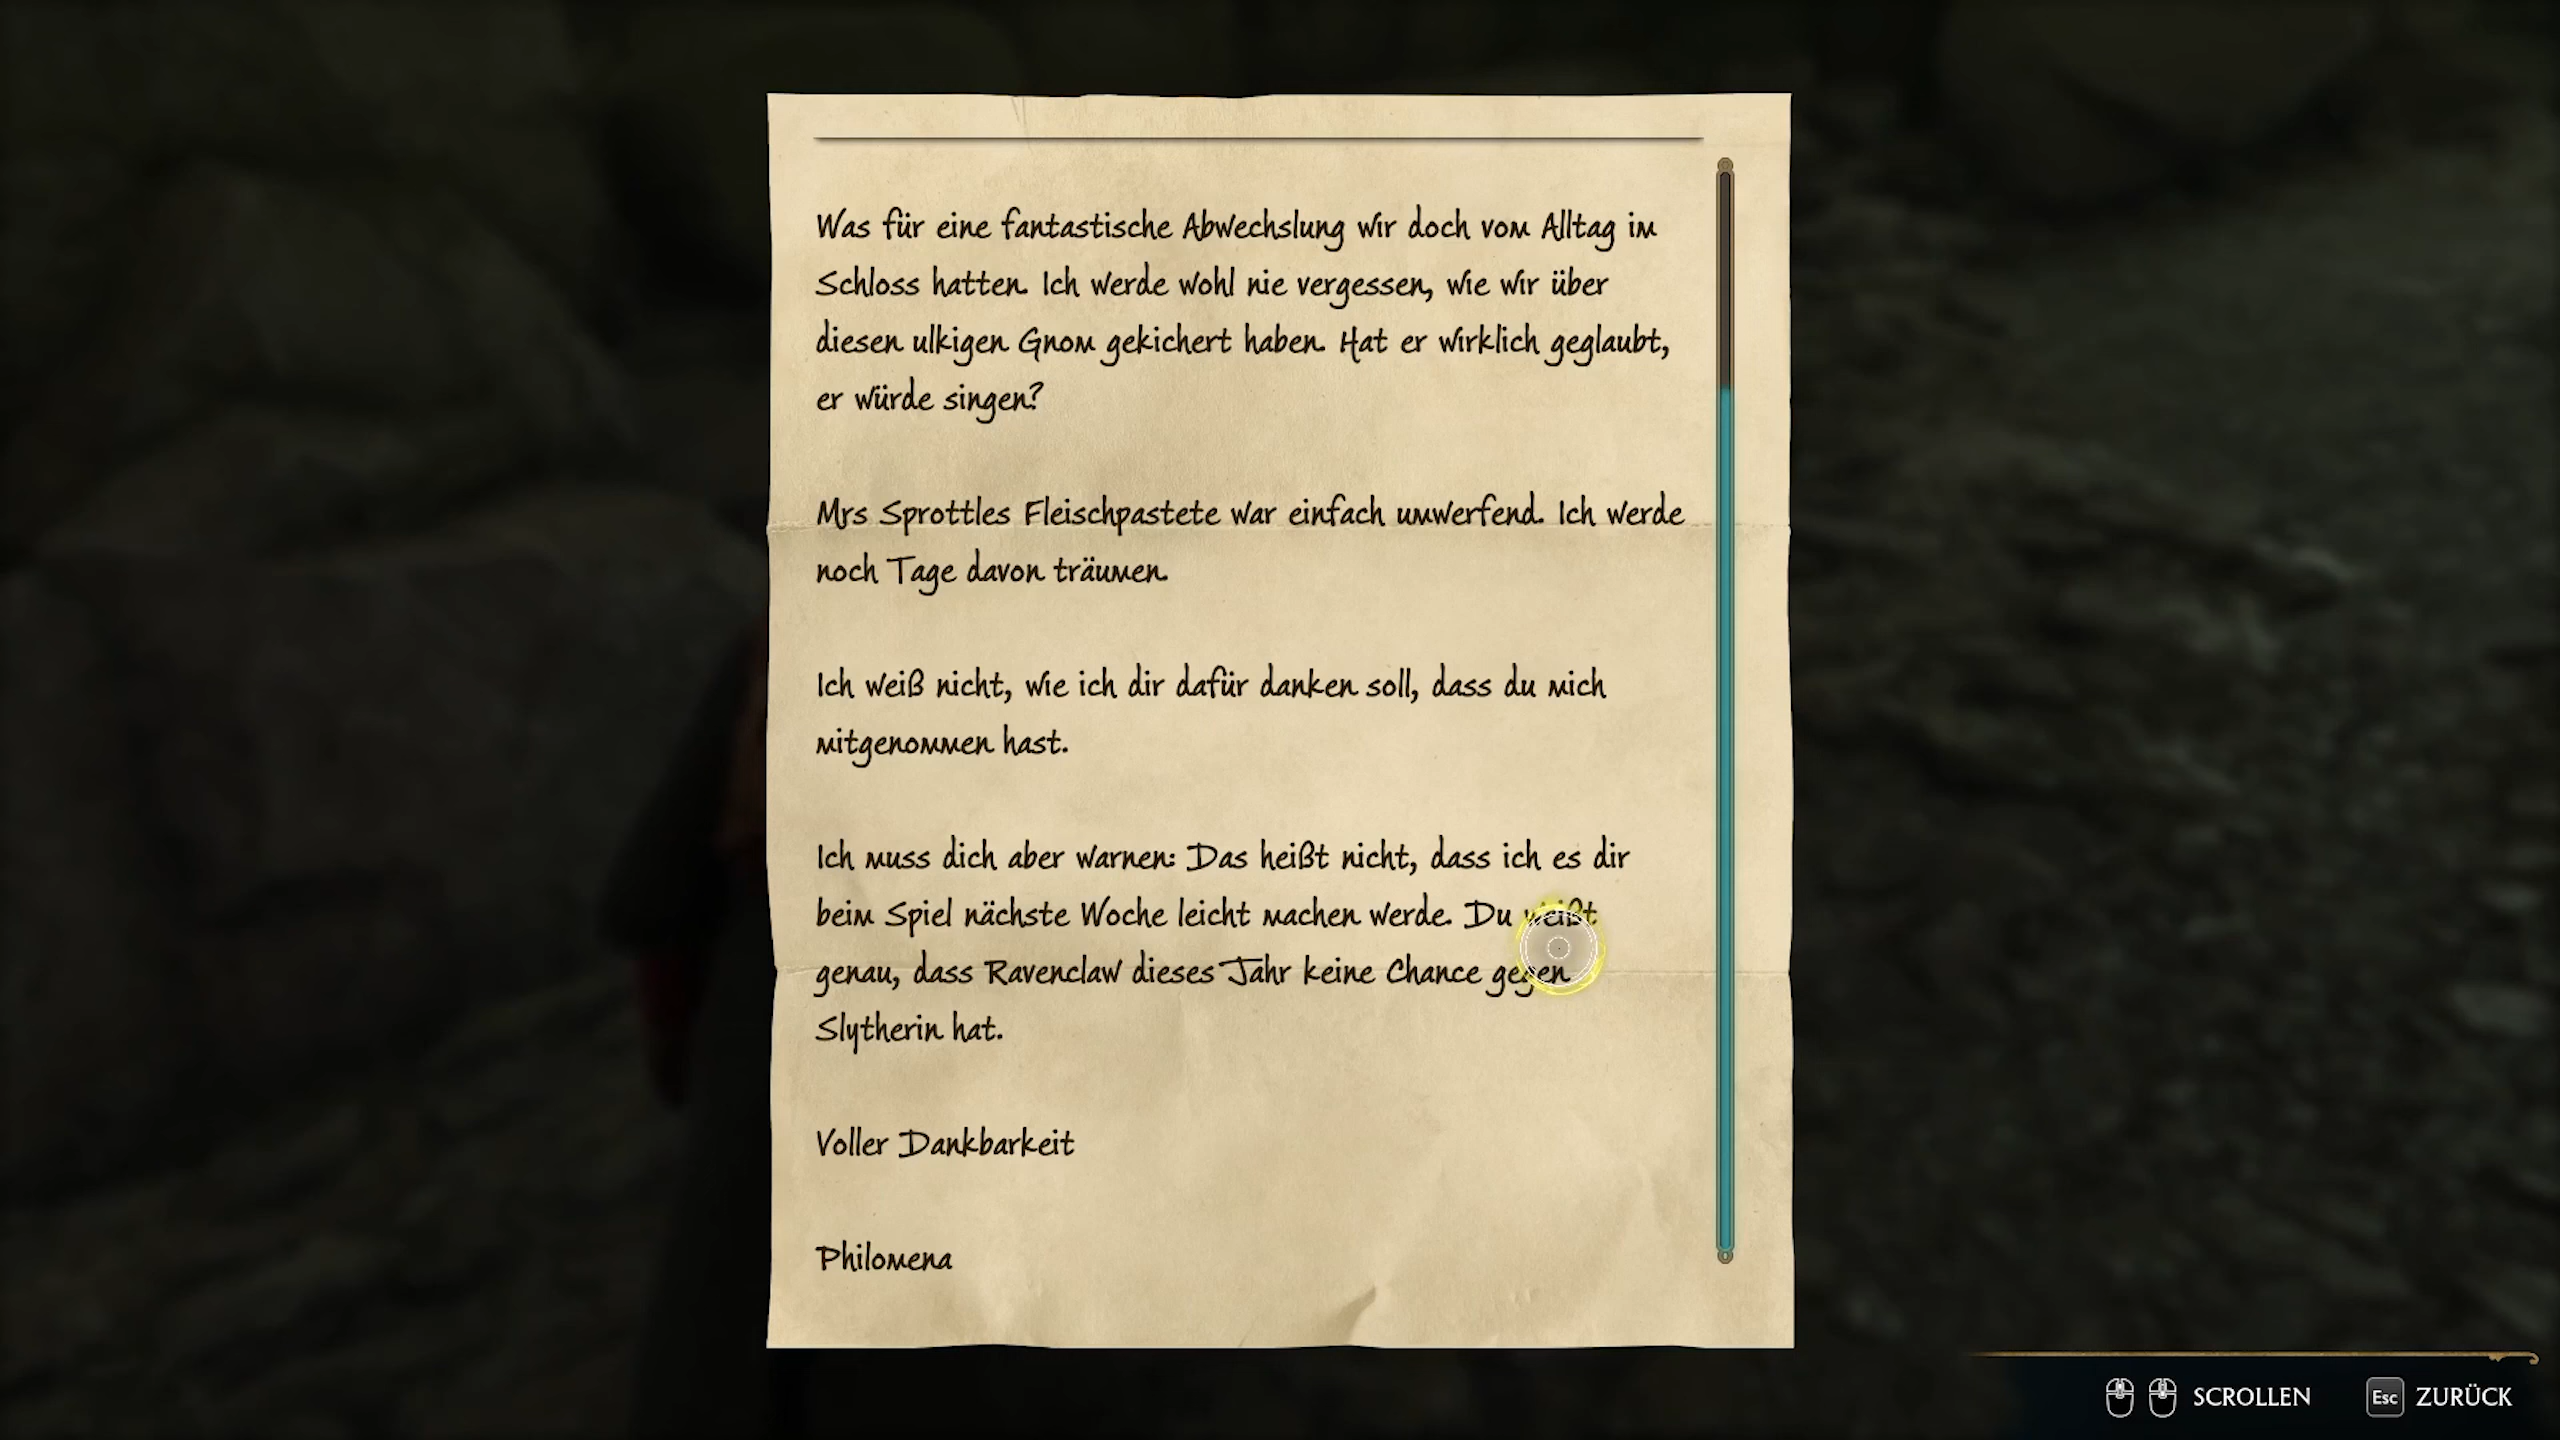 Was für eine fantastische Abwechslung wir doch vom Alltag im
Schloss hatten. Ich werde wohl nie vergessen, wie wir über
diesen ulkigen Gnom gekichert haben. Hat er wirklich geglaubt,
er würde singen?
Mrs Sprottles Fleischpastete war einfach umwerfend. Ich werde
noch Tage davon träumen.
Ich weiß nicht, wie ich dir dafür danken soll, dass du mich
mitgenommen hast.
Ich muss dich aber warnen: Das heißt nicht, dass ich es dir
beim Spiel nächste Woche leicht machen werde. Du weißt
genau, dass Ravenclaw dieses Jahr keine Chance gegen
Slytherin hat.
Voller Dankbarkeit
Philomena
SCROLLEN Esc ZURÜCK